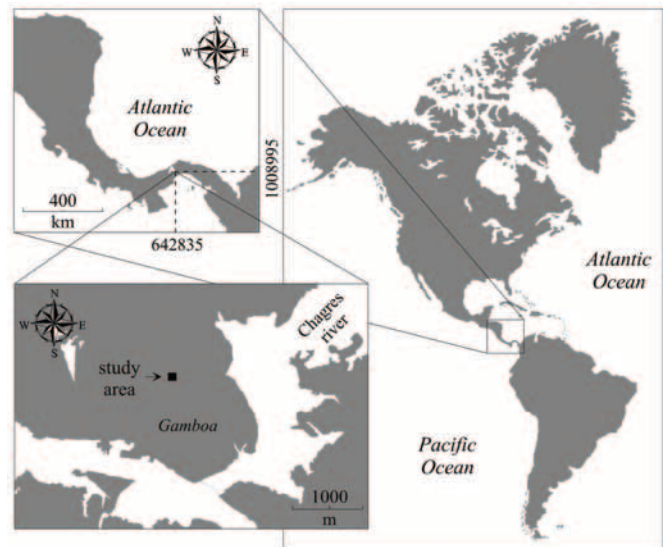 N
W E
S
Atlantic
Ocean
400
km
1008995
642835
N
W E
S
Chagres
river
study
area
Gamboa
1000
m
Atlantic
Ocean
Pacific
Ocean